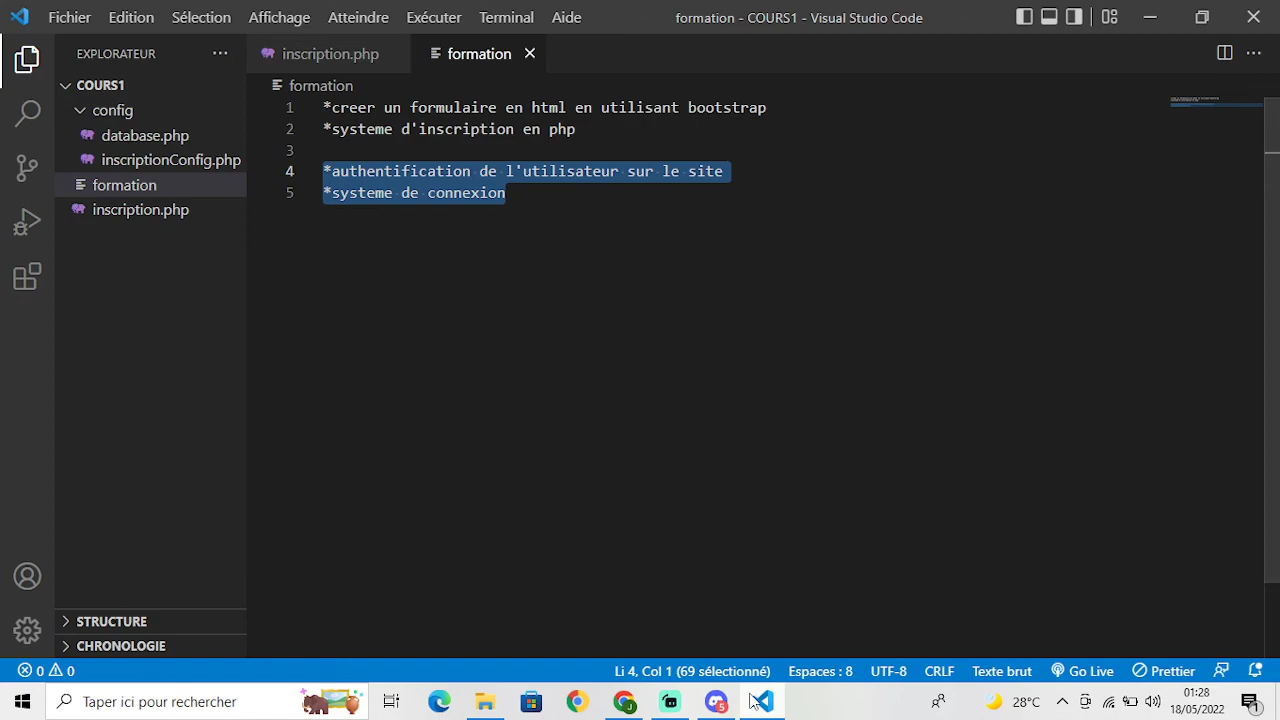 Fichier Edition Sélection Affichage Atteindre Exécuter Terminal Aide formation - COURS1 - Visual Studio Code
EXPLORATEUR
inscription.php formation
COURS1
formation
config
database.php
inscriptionConfig.php
formation
inscription.php
1 *creer un formulaire en html en utilisant bootstrap
2 *systeme d'inscription en php
3
4 *authentification de l'utilisateur sur le site
5 *systeme de connexion
STRUCTURE
CHRONOLOGIE
0 0 Li 4, Col 1 (69 sélectionné) Espaces : 8 UTF-8 CRLF Texte brut Go Live Prettier
Taper ici pour rechercher J 5 28°C 01:28
18/05/2022 1